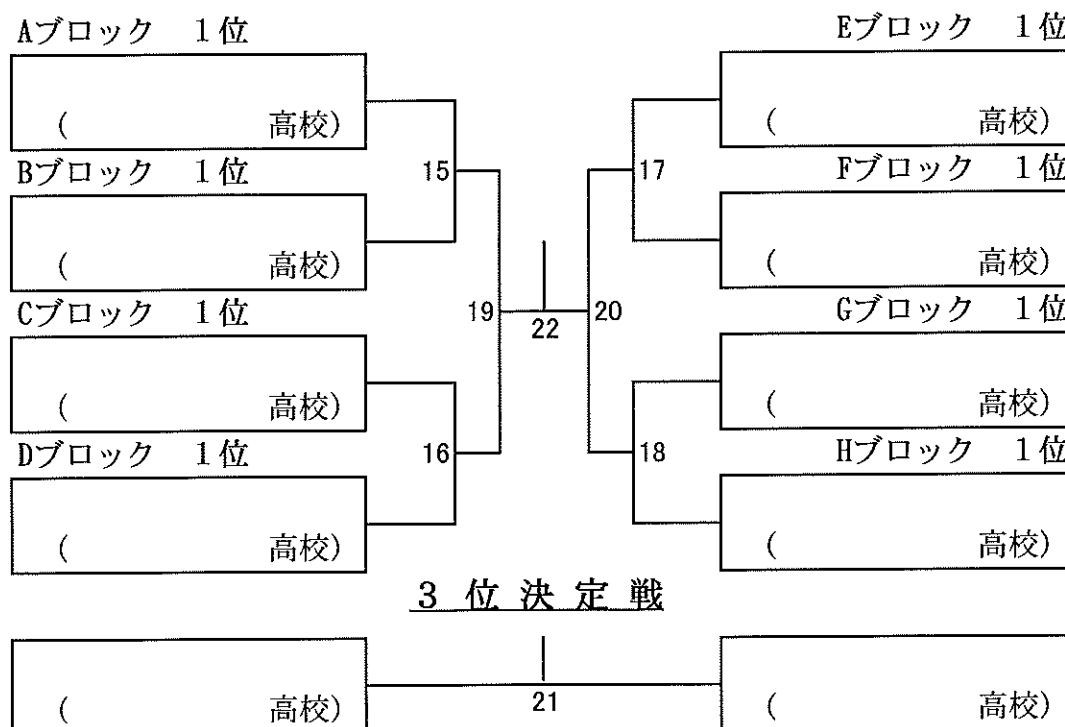 Aブロック　１位
(　　　　　高校)
Bブロック　１位
(　　　　　高校)
Cブロック　１位
(　　　　　高校)
Dブロック　１位
(　　　　　高校)
15
16
19
22
20
17
18
Eブロック　１位
(　　　　　高校)
Fブロック　１位
(　　　　　高校)
Gブロック　１位
(　　　　　高校)
Hブロック　１位
(　　　　　高校)
３ 位 決 定 戦
(　　　　　高校)
21
(　　　　　高校)